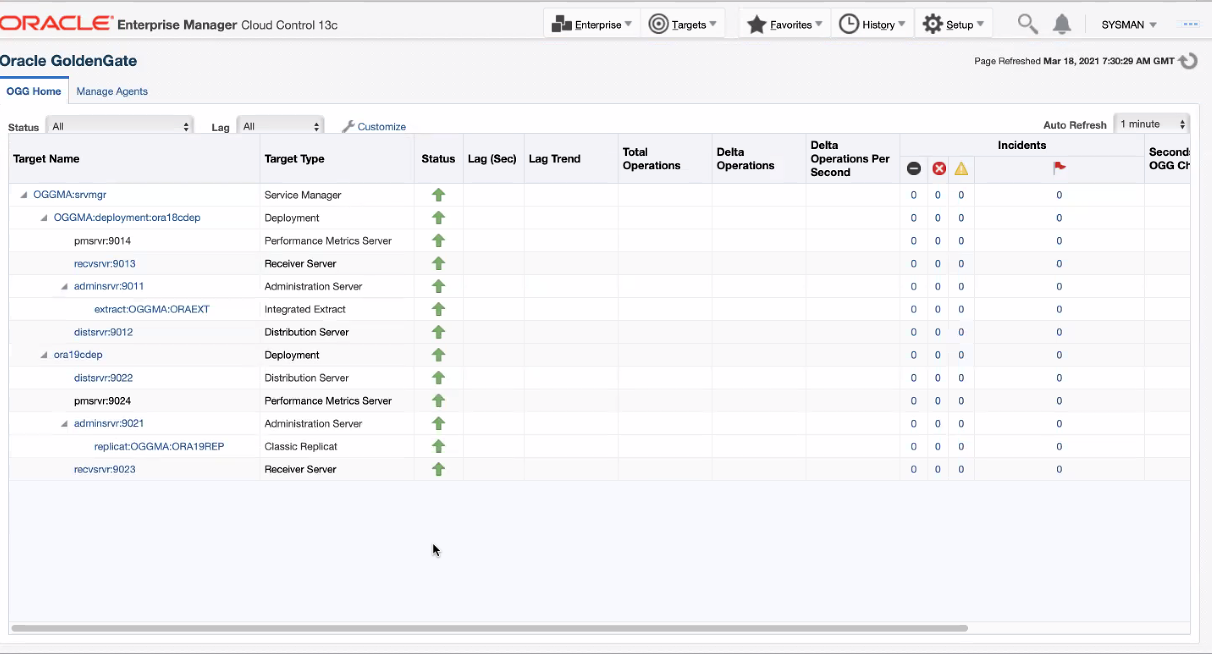 ORACLE Enterprise Manager Cloud Control 13c Enterprise Targets Favorites History Setup SYSMAN
Oracle GoldenGate Page Refreshed Mar 18, 2021 7:30:29 AM GMT
OGG Home Manage Agents
Status All Lag All Customize Auto Refresh 1 minute
Target Name Target Type Status Lag (Sec) Lag Trend Total Operations Delta Operations Delta Operations Per Second Incidents Seconds OGG Ch
OGGMA:srvmgr Service Manager 0 0 0 0
OGGMA:deployment:ora18cdep Deployment 0 0 0 0
pmsrvr:9014 Performance Metrics Server 0 0 0 0
recvsrvr:9013 Receiver Server 0 0 0 0
adminsrvr:9011 Administration Server 0 0 0 0
extract:OGGMA:ORAEXT Integrated Extract 0 0 0 0
distsrvr:9012 Distribution Server 0 0 0 0
ora19cdep Deployment 0 0 0 0
distsrvr:9022 Distribution Server 0 0 0 0
pmsrvr:9024 Performance Metrics Server 0 0 0 0
adminsrvr:9021 Administration Server 0 0 0 0
replicat:OGGMA:ORA19REP Classic Replicat 0 0 0 0
recvsrvr:9023 Receiver Server 0 0 0 0